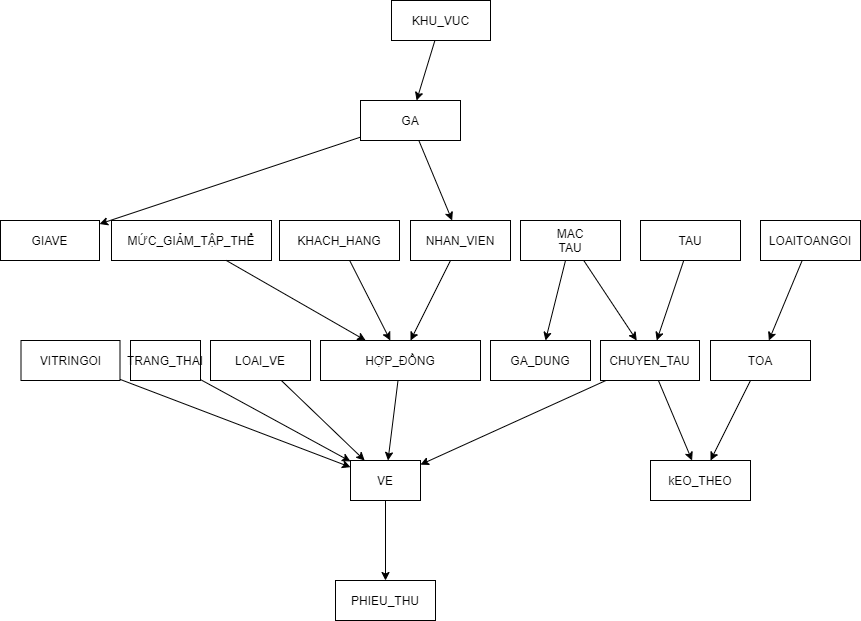 KHU_VUC
GA
GIAVE
MỨC_GIẢM_TẬP_THỂ
KHACH_HANG
NHAN_VIEN
MAC
TAU
TAU
LOAITOANGOI
VITRINGOI
TRANG_THAI
LOAI_VE
HỢP_ĐỒNG
GA_DUNG
CHUYEN_TAU
TOA
VE
kEO_THEO
PHIEU_THU